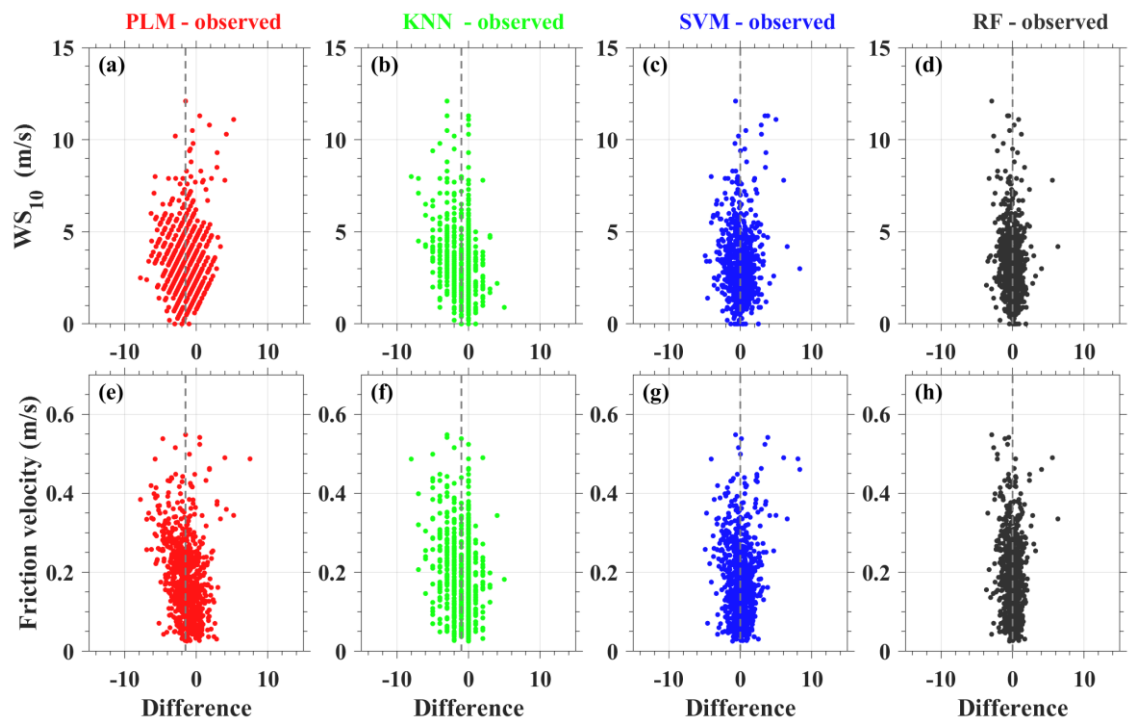 PLM - observed KNN - observed SVM - observed RF - observed
15 15 15 15
(a) (b) (c) (d)
10 10 10 10
WS10 (m/s)
5 5 5 5
0 0 0 0
-10 0 10 -10 0 10 -10 0 10 -10 0 10
(e) (f) (g) (h)
0.6 0.6 0.6 0.6
Friction velocity (m/s)
0.4 0.4 0.4 0.4
0.2 0.2 0.2 0.2
0 0 0 0
-10 0 10 -10 0 10 -10 0 10 -10 0 10
Difference Difference Difference Difference